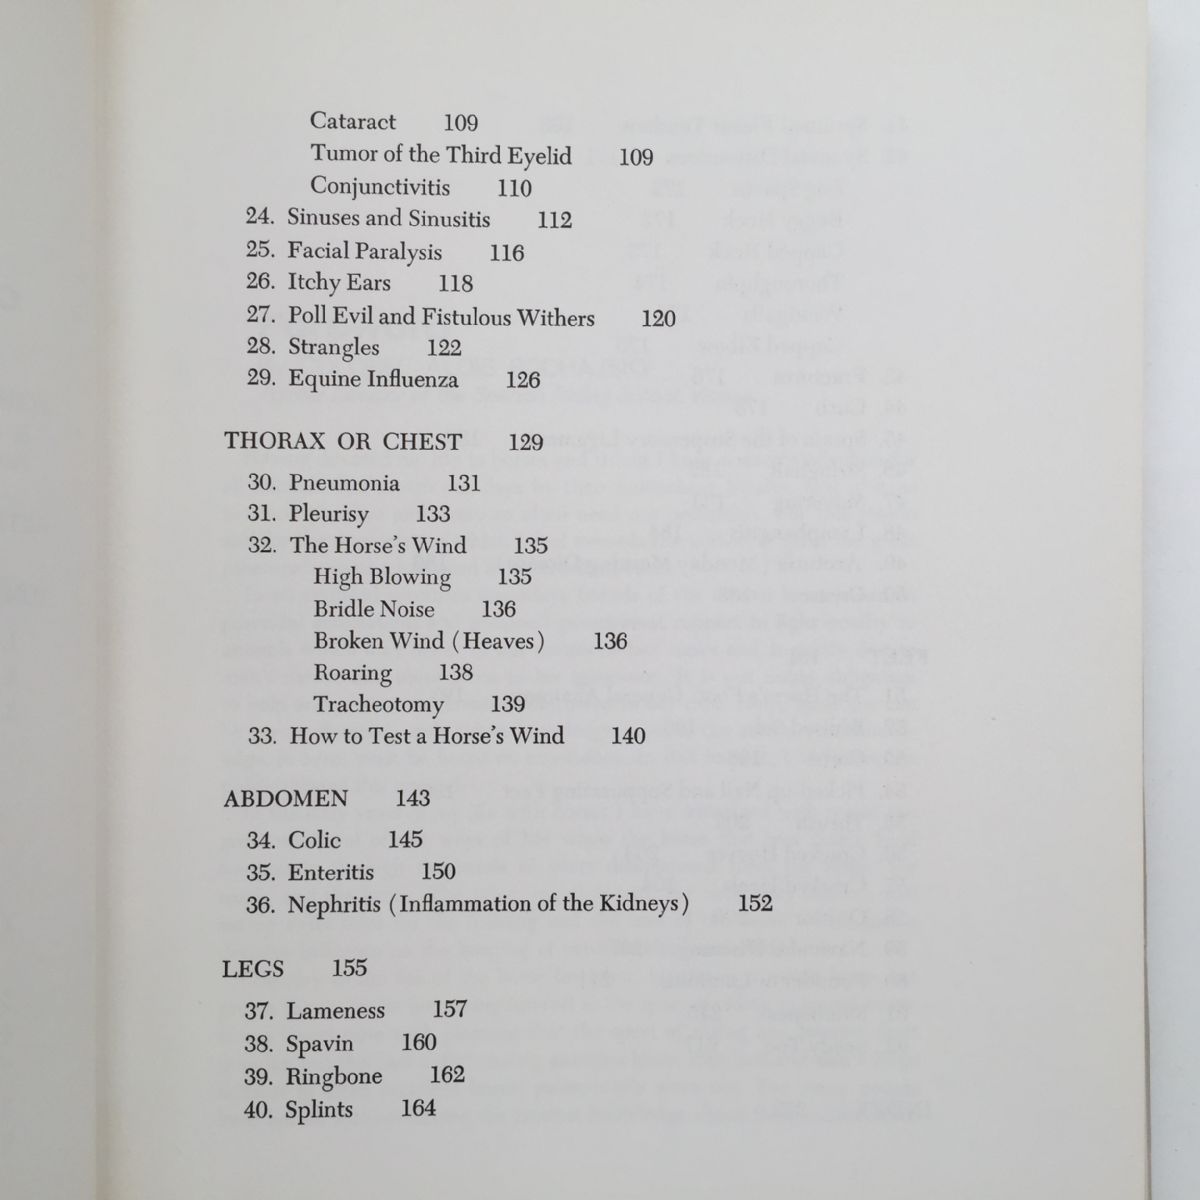 Cataract 109
Tumor of the Third Eyelid 109
Conjunctivitis 110
24. Sinuses and Sinusitis 112
25. Facial Paralysis 116
26. Itchy Ears 118
27. Poll Evil and Fistulous Withers 120
28. Strangles 122
29. Equine Influenza 126
THORAX OR CHEST 129
30. Pneumonia 131
31. Pleurisy 133
32. The Horse's Wind 135
High Blowing 135
Bridle Noise 136
Broken Wind (Heaves) 136
Roaring 138
Tracheotomy 139
33. How to Test a Horse's Wind 140
ABDOMEN 143
34. Colic 145
35. Enteritis 150
36. Nephritis (Inflammation of the Kidneys) 152
LEGS 155
37. Lameness 157
38. Spavin 160
39. Ringbone 162
40. Splints 164